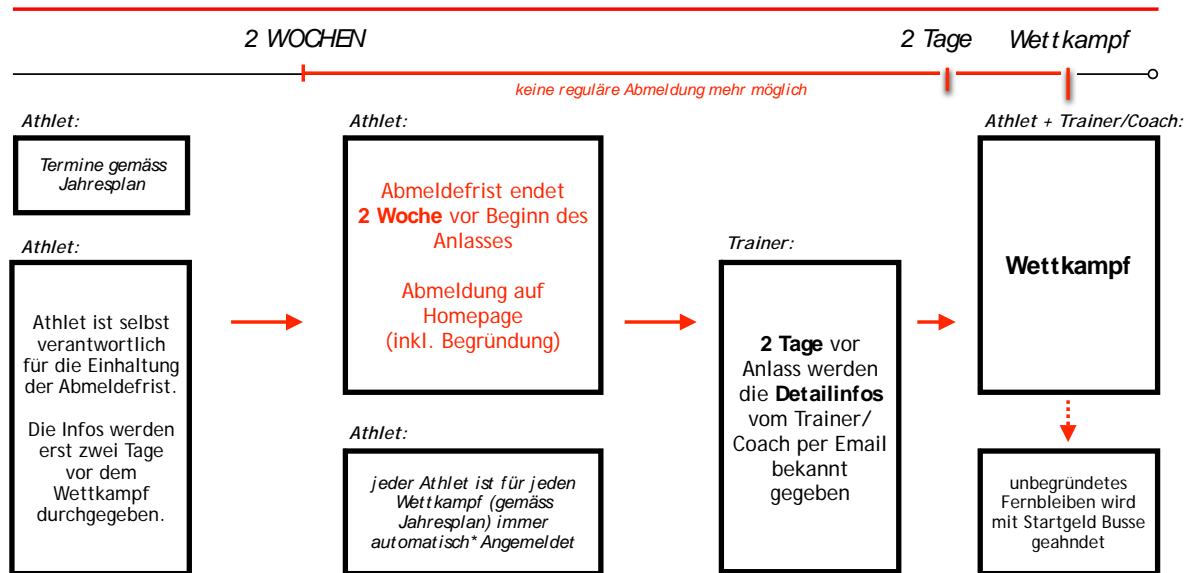 2 WOCHEN
2 Tage
Wettkampf
keine reguläre Abmeldung mehr möglich
Athlet:
Termine gemäss
Jahresplan
Athlet:
Athlet ist selbst
verantwortlich
für die Einhaltung
der Abmeldefrist.
Die Infos werden
erst zwei Tage
vor dem
Wettkampf
durchgegeben.
Athlet:
Abmeldefrist endet
2 Woche vor Beginn des
Anlasses
Abmeldung auf
Homepage
(inkl. Begründung)
Athlet:
jeder Athlet ist für jeden
Wettkampf (gemäss
Jahresplan) immer
automatisch* Angemeldet
Trainer:
2 Tage vor
Anlass werden
die Detailinfos
vom Trainer/
Coach per Email
bekannt
gegeben
Athlet + Trainer/Coach:
Wettkampf
unbegründetes
Fernbleiben wird
mit Startgeld Busse
geahndet